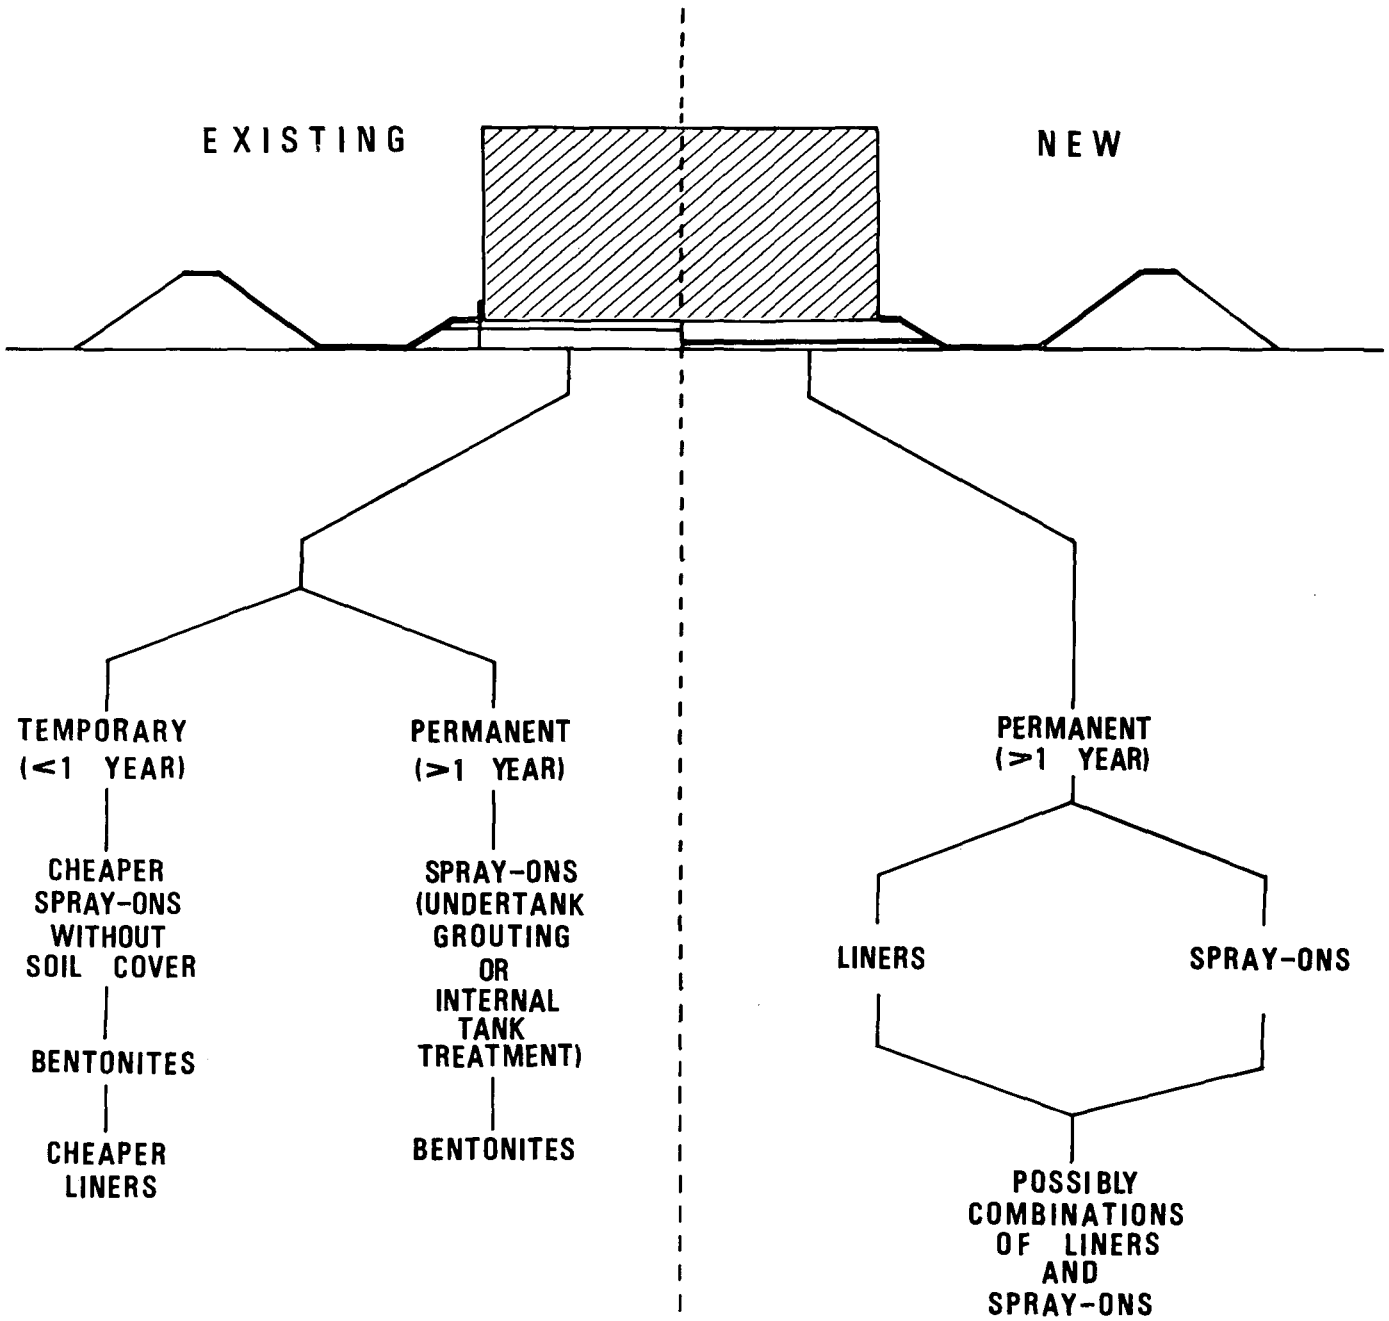 EXISTING
NEW
TEMPORARY
(<1 YEAR)
CHEAPER
SPRAY-ONS
WITHOUT
SOIL COVER
BENTONITES
CHEAPER
LINERS
PERMANENT
(>1 YEAR)
SPRAY-ONS
(UNDERTANK
GROUTING
OR
INTERNAL
TANK
TREATMENT)
BENTONITES
PERMANENT
(>1 YEAR)
LINERS
SPRAY-ONS
POSSIBLY
COMBINATIONS
OF LINERS
AND
SPRAY-ONS